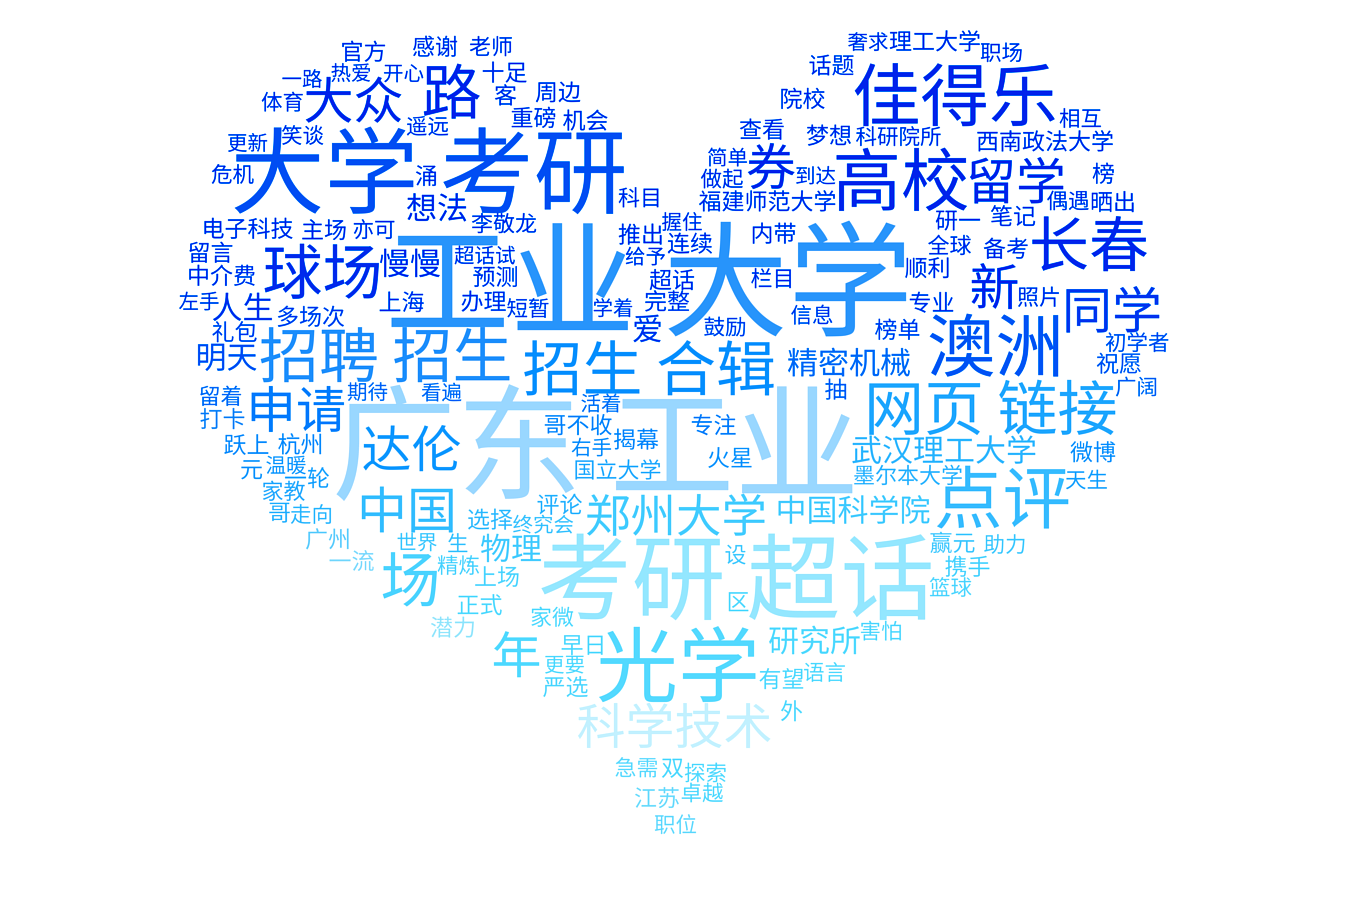 奢求 理工大学
官方 感谢 老师 职场
一路 热爱 开心 十足 话题
体育 大众 路 客 周边 院校 佳得乐
遥远 重磅 机会 相互
更新 笑谈 查看 梦想 科研院所 西南政法大学
大学 考研 简单 券 高校 留学
危机 涌 做起 到达 榜
想法 科目 福建师范大学 偶遇 晒出
电子科技 主场 亦可 李敬龙 握住 研一 笔记
推出 连续 内带 全球 备考 长春
留言 球场 慢慢 超话试 给予
工业 大学
中介费 预测 超话 栏目 顺利 新
左手 人生 多场次 上海 办理 短暂 学着 完整 信息 专业 照片 同学
礼包 爱 鼓励 榜单 澳洲 初学者
明天 招聘 招生 招生 合辑 精密机械 祝愿
留着 申请 期待 看遍 活着 抽 网页 链接 广阔
打卡 哥不收 专注
广东 工业
跃上 杭州 达伦 右手 揭幕 武汉理工大学 微博
元 温暖 一轮 国立大学 火星 墨尔本大学 天生
家教 中国 评论 郑州大学 中国科学院 点评
哥走向 选择 终究会
广州 世界 生 物理 设 赢元 助力
一流 场 精炼 上场 考研 超话 携手
正式 区 篮球
潜力 家微 研究所 害怕
年 早日 光学
更要 有望 语言
严选
科学技术 外
急需 双 探索
江苏 卓越
职位